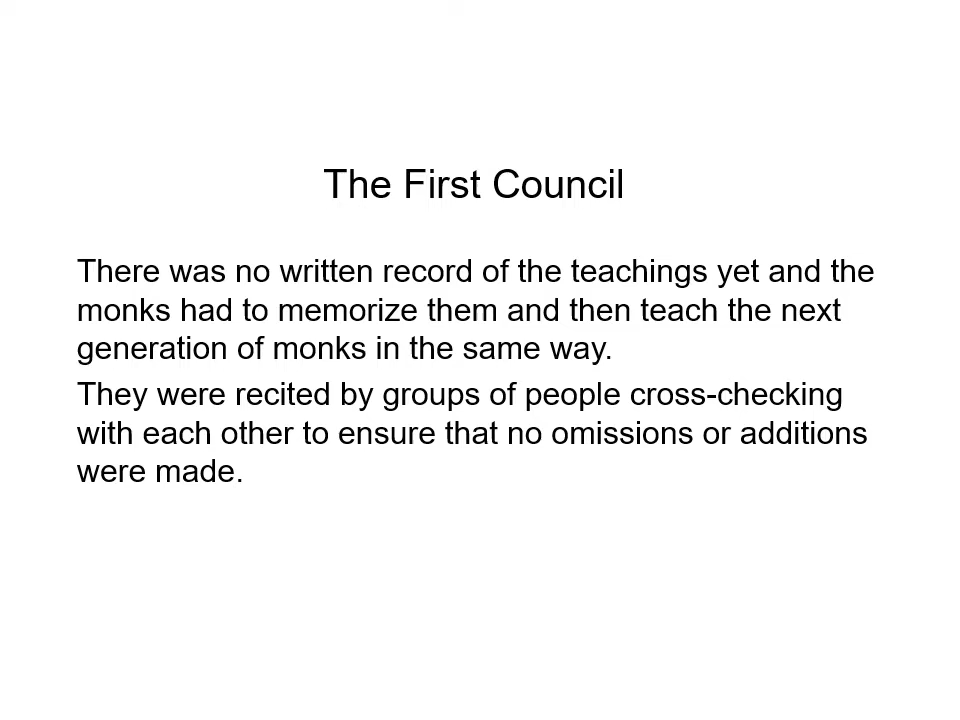 The First Council
There was no written record of the teachings yet and the
monks had to memorize them and then teach the next
generation of monks in the same way.
They were recited by groups of people cross-checking
with each other to ensure that no omissions or additions
were made.